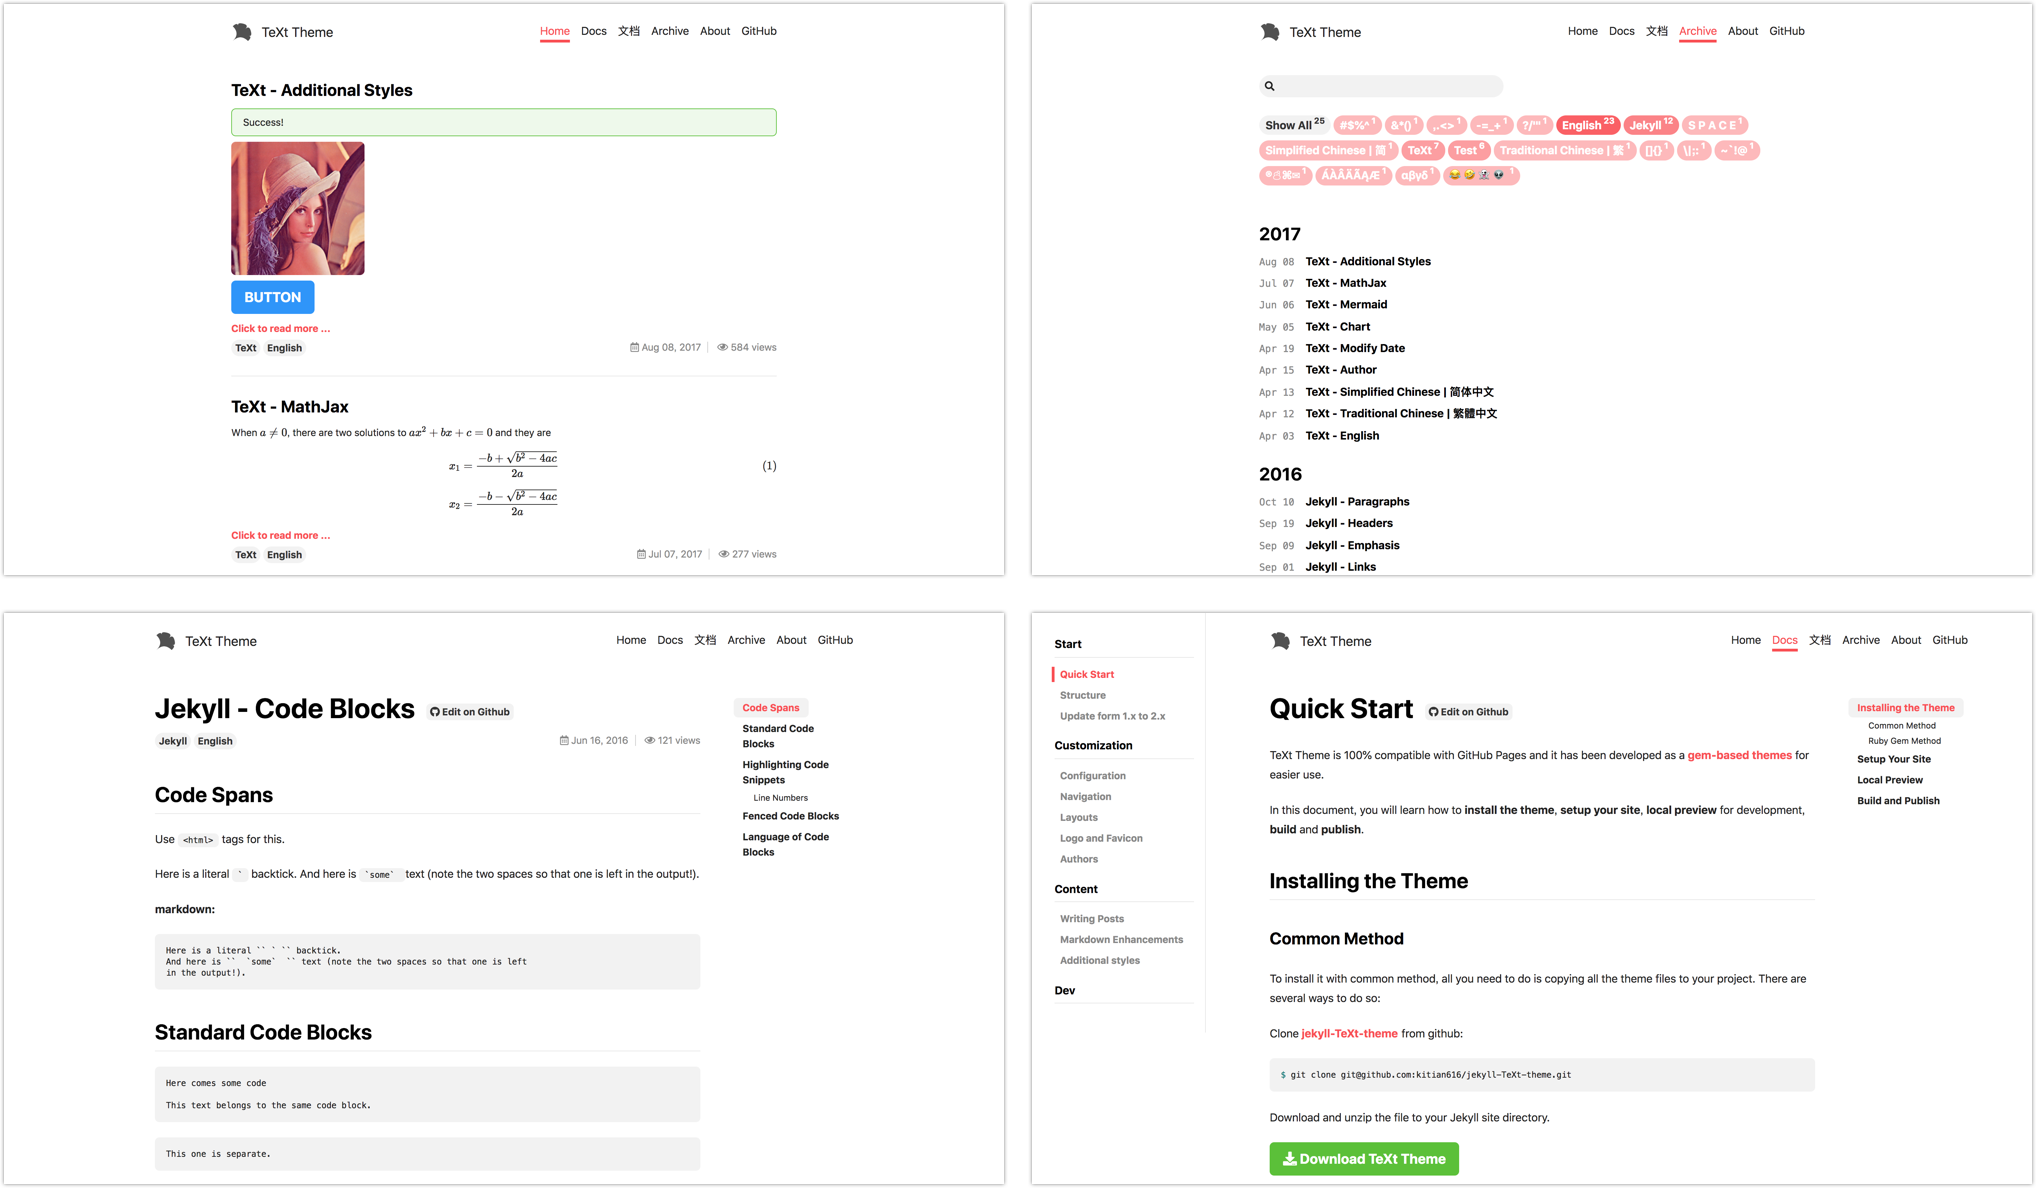 TeXt Theme
Home Docs 文档 Archive About GitHub
TeXt - Additional Styles
Success!
BUTTON
Click to read more ...
TeXt English
Aug 08, 2017 584 views
TeXt - MathJax
When a ≠ 0, there are two solutions to ax² + bx + c = 0 and they are
x₁ = (−b + √(b² − 4ac)) / 2a (1)
x₂ = (−b − √(b² − 4ac)) / 2a
Click to read more ...
TeXt English
Jul 07, 2017 277 views
TeXt Theme
Home Docs 文档 Archive About GitHub
Show All 25 #$%^ 1 &*() 1 ,.<> 1 -=_+ 1 ?/"' 1 English 23 Jekyll 12 S P A C E 1
Simplified Chinese | 简 1 TeXt 7 Test 6 Traditional Chinese | 繁 1 []{} 1 \|;: 1 ~`!@ 1
αβγδ 1 😂 🤣 ☠️ 👽 1
2017
Aug 08 TeXt - Additional Styles
Jul 07 TeXt - MathJax
Jun 06 TeXt - Mermaid
May 05 TeXt - Chart
Apr 19 TeXt - Modify Date
Apr 15 TeXt - Author
Apr 13 TeXt - Simplified Chinese | 简体中文
Apr 12 TeXt - Traditional Chinese | 繁體中文
Apr 03 TeXt - English
2016
Oct 10 Jekyll - Paragraphs
Sep 19 Jekyll - Headers
Sep 09 Jekyll - Emphasis
Sep 01 Jekyll - Links
TeXt Theme
Home Docs 文档 Archive About GitHub
Jekyll - Code Blocks Edit on Github
Jekyll English
Jun 16, 2016 121 views
Code Spans
Use <html> tags for this.
Here is a literal ` backtick. And here is `some` text (note the two spaces so that one is left in the output!).
markdown:
Here is a literal `` ` `` backtick.
And here is ``  `some`  `` text (note the two spaces so that one is left
in the output!).
Standard Code Blocks
Here comes some code
This text belongs to the same code block.
This one is separate.
Code Spans
Standard Code
Blocks
Highlighting Code
Snippets
Line Numbers
Fenced Code Blocks
Language of Code
Blocks
Start
Quick Start
Structure
Update form 1.x to 2.x
Customization
Configuration
Navigation
Layouts
Logo and Favicon
Authors
Content
Writing Posts
Markdown Enhancements
Additional styles
Dev
TeXt Theme
Home Docs 文档 Archive About GitHub
Quick Start Edit on Github
TeXt Theme is 100% compatible with GitHub Pages and it has been developed as a gem-based themes for
easier use.
In this document, you will learn how to install the theme, setup your site, local preview for development,
build and publish.
Installing the Theme
Common Method
To install it with common method, all you need to do is copying all the theme files to your project. There are
several ways to do so:
Clone jekyll-TeXt-theme from github:
$ git clone git@github.com:kitian616/jekyll-TeXt-theme.git
Download and unzip the file to your Jekyll site directory.
Download TeXt Theme
Installing the Theme
Common Method
Ruby Gem Method
Setup Your Site
Local Preview
Build and Publish